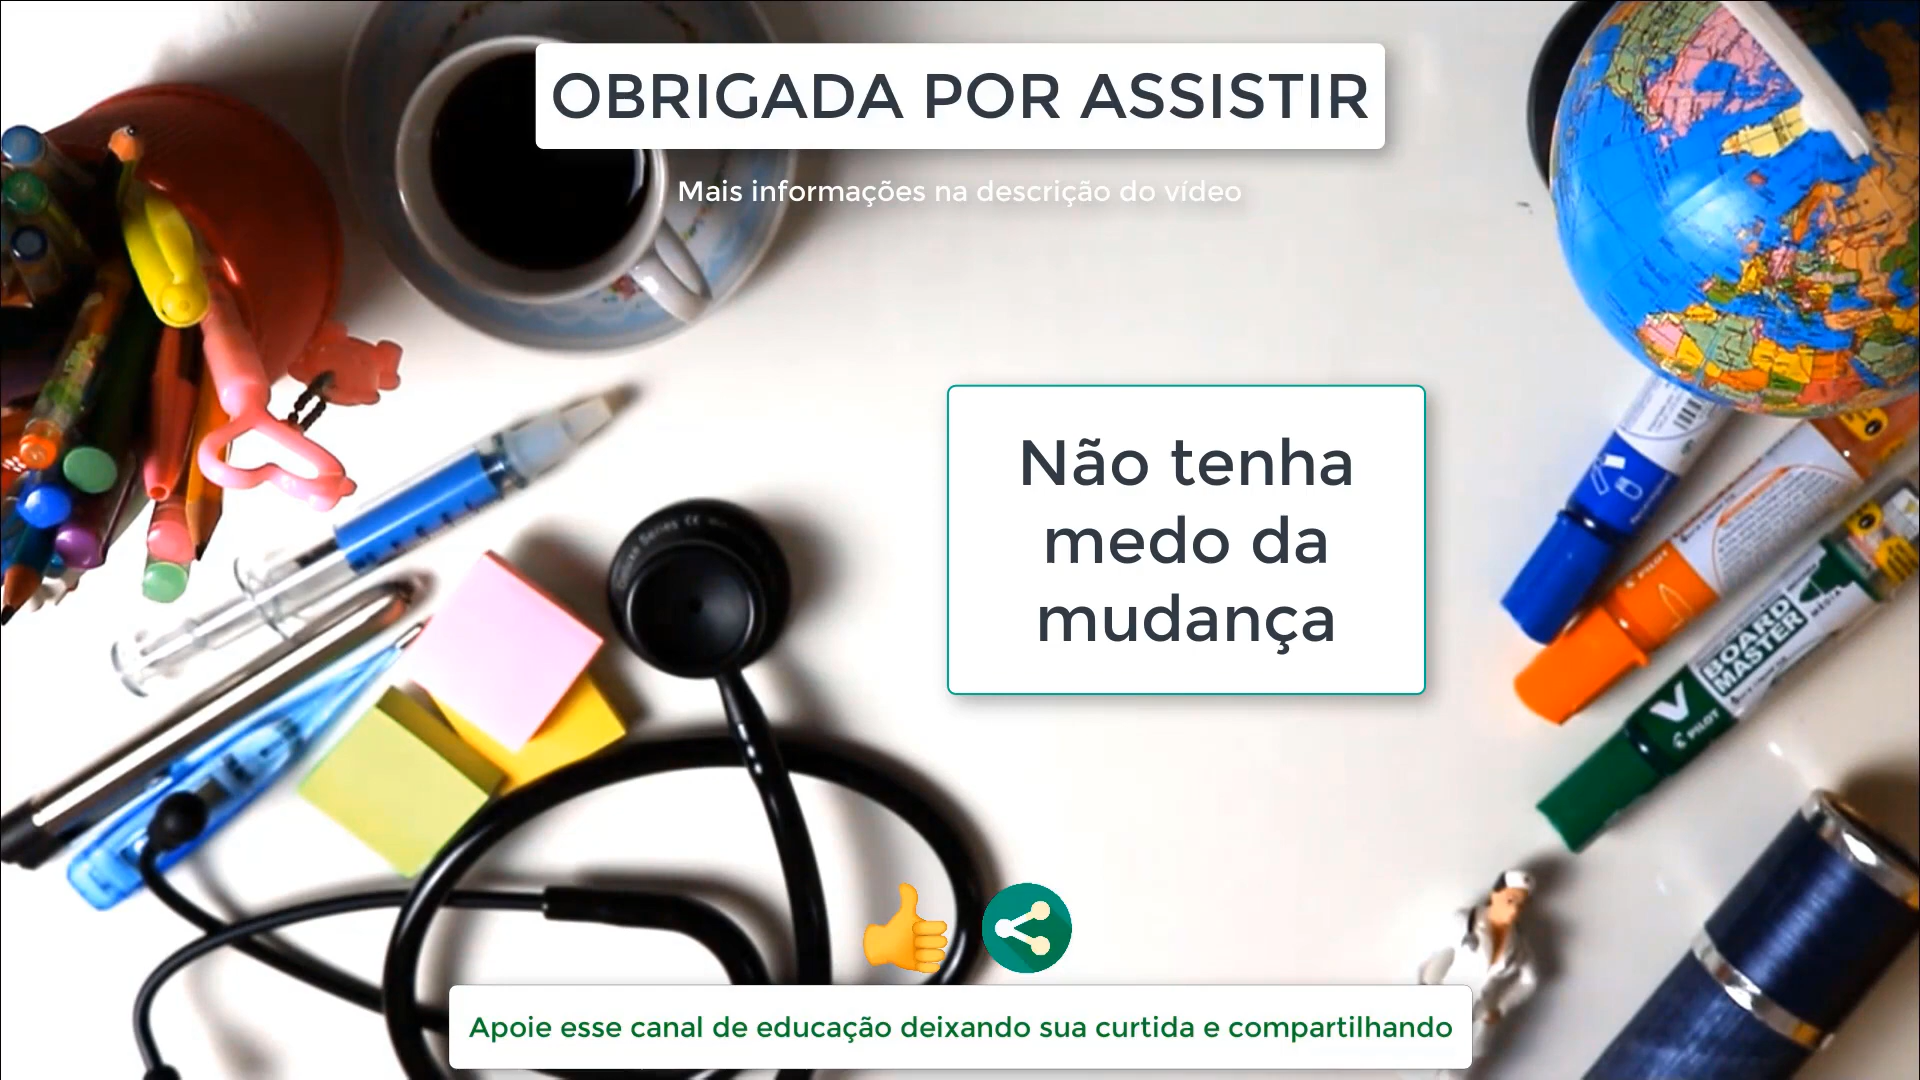 OBRIGADA POR ASSISTIR
Mais informações na descrição do vídeo
Não tenha
medo da
mudança
BOARD
MASTER
PILOT
Apoie esse canal de educação deixando sua curtida e compartilhando